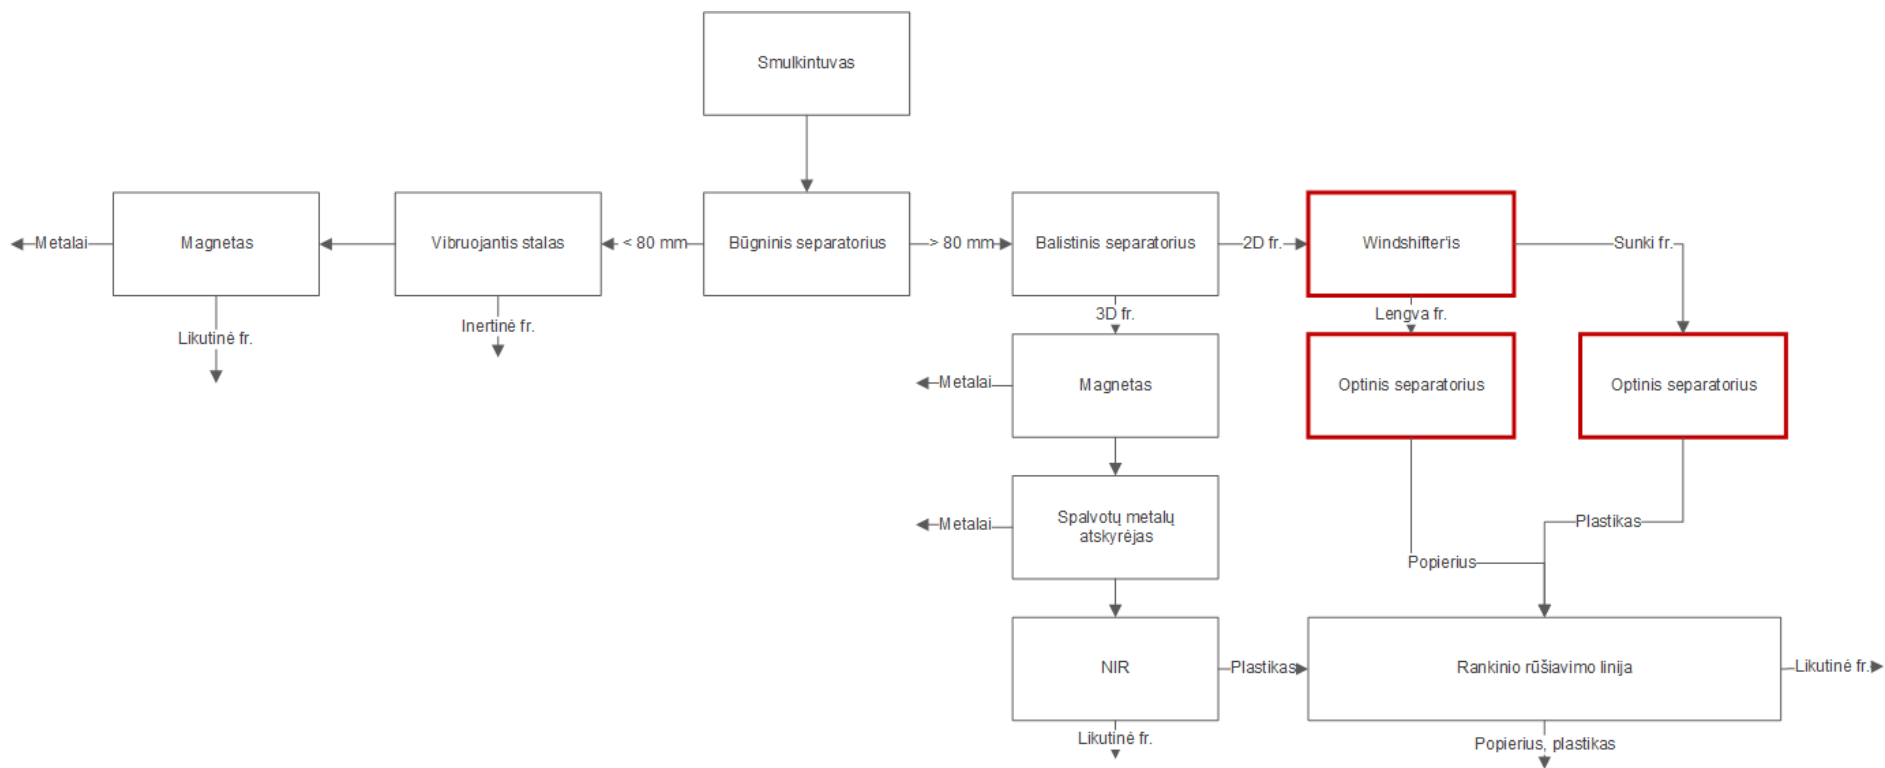 Smulkintuvas
Metalai
Magnetas
Vibruojantis stalas
< 80 mm
Būgninis separatorius
> 80 mm
Balistinis separatorius
2D fr.
Windshifter'is
Sunki fr.
Likutinė fr.
Inertinė fr.
3D fr.
Lengva fr.
Metalai
Magnetas
Optinis separatorius
Optinis separatorius
Metalai
Spalvotų metalų
atskyrėjas
Plastikas
Popierius
NIR
Plastikas
Rankinio rūšiavimo linija
Likutinė fr.
Likutinė fr.
Popierius, plastikas